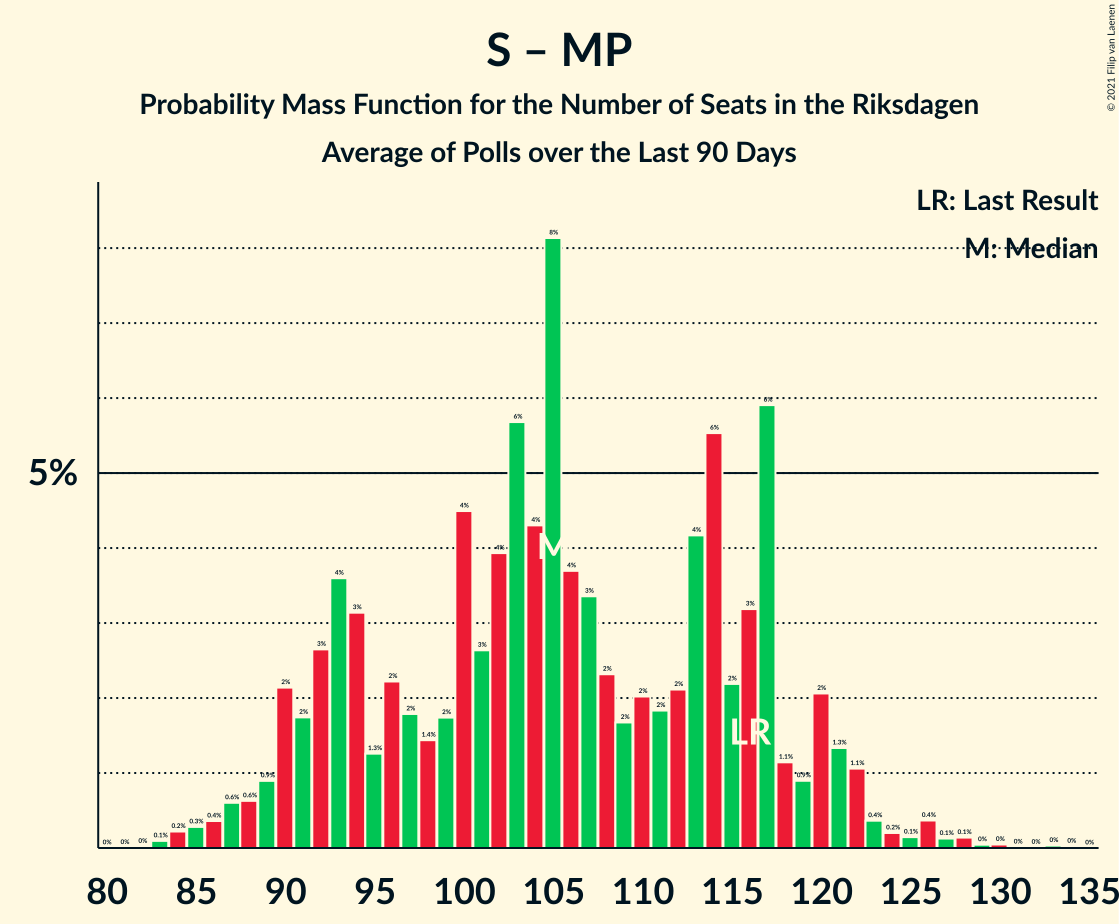 S – MP
Probability Mass Function for the Number of Seats in the Riksdagen
Average of Polls over the Last 90 Days
© 2021 Filip van Laenen
LR: Last Result
M: Median
5%
0% 0% 0% 0.1% 0.2% 0.3% 0.4% 0.6% 0.6% 0.9% 2% 2% 3% 4% 3% 1.3% 2% 2% 1.4% 2% 4% 3% 4% 6% 4% 8% 4% 3% 2% 2% 2% 2% 2% 4% 6% 2% 3% 6% 1.1% 0.9% 2% 1.3% 1.1% 0.4% 0.2% 0.1% 0.4% 0.1% 0.1% 0% 0% 0% 0% 0% 0% 0%
M
LR
80 85 90 95 100 105 110 115 120 125 130 135